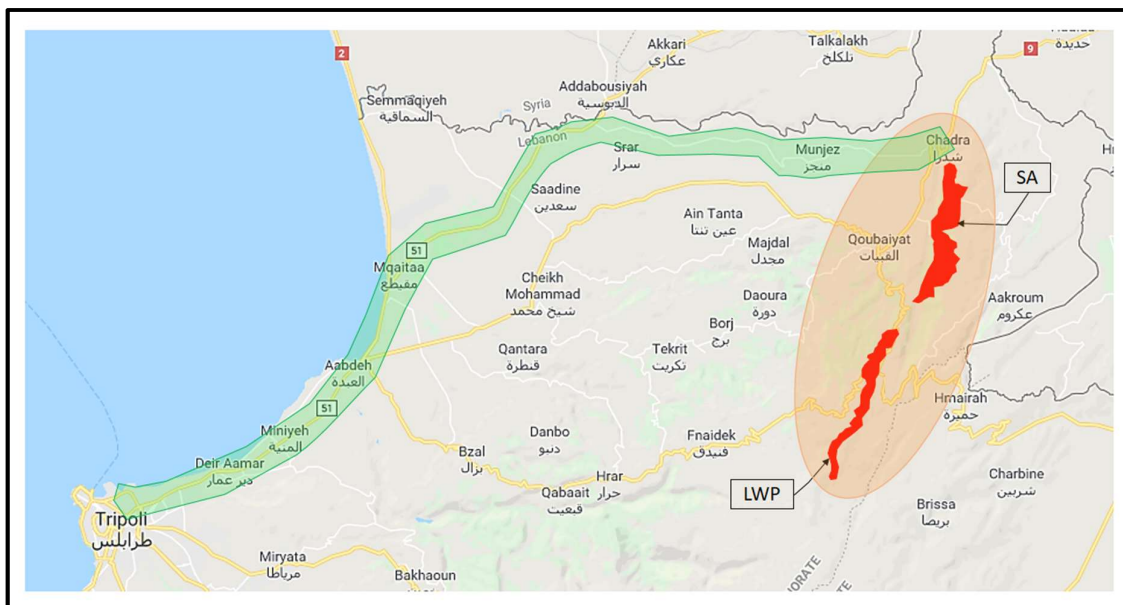 2
9
حديدة
Akkari
عكاري
Talkalakh
تلكلخ
Addabousiyah
الدبوسية
Semmaqiyeh
السماقية
Syria
Lebanon
Srar
سرار
Munjez
منجز
Chadra
شدرا
SA
Saadine
سعدين
Ain Tanta
عين تنتا
Majdal
مجدل
Qoubaiyat
القبيات
51
Mqaitaa
مقيطع
Cheikh
Mohammad
شيخ محمد
Daoura
دورة
Aakroum
عكروم
Borj
برج
Qantara
قنطرة
Tekrit
تكريت
Aabdeh
العبدة
51
Hmairah
حميرة
Miniyeh
المنية
Danbo
دنبو
Fnaidek
فنيدق
Bzal
بزال
Deir Aamar
دير عمار
Hrar
حرار
Qabaait
قبعيت
LWP
Charbine
شربين
Brissa
بريصا
Tripoli
طرابلس
Miryata
مرياطا
Bakhaoun